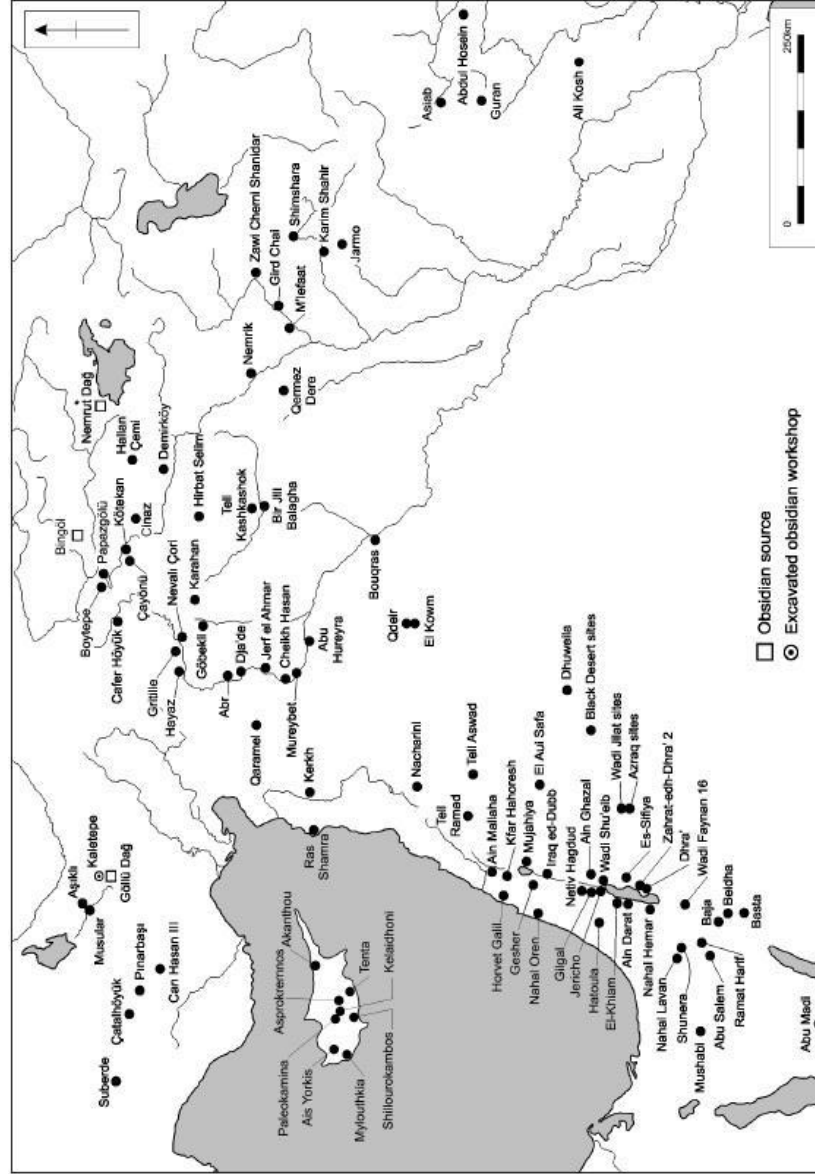 Suberde
Çatalhöyük
Pınarbaşı
Can Hasan III
Musular
Aşıklı
Kaletepe
Göllü Dağ
Boytepe
Papazgölü
Kötekan
Bingöl
Cafer Höyük
Çayönü
Cinaz
Hallan
Çemi
Nemrut Dağ
Demirköy
Gritille
Nevalı Çori
Hayaz
Göbekli
Karahan
Hirbat Selim
Abr
Dja'de
Jerf el Ahmar
Cheikh Hasan
Mureybet
Abu
Hureyra
Qaramel
Kerkh
Ras
Shamra
Tell
Kashkashok
Bir Jili
Balagha
Nemrik
Qermez
Dere
M'lefaat
Gird Chai
Zawi Chemi Shanidar
Shimshara
Karim Shahir
Jarmo
Asiab
Abdul Hosein
Guran
Ali Kosh
Bouqras
Qdeir
El Kowm
Paleokamina
Asprokremnos
Akanthou
Ais Yorkis
Mylouthkia
Shillourokambos
Tenta
Kelaidhoni
Nacharini
Tell Aswad
Tell
Ramad
Ain Mallaha
Kfar Hahoresh
Mujahiya
El Aui Safa
Iraq ed-Dubb
Dhuweila
Black Desert sites
Horvet Galil
Gesher
Nahal Oren
Netiv Hagdud
Ain Ghazal
Wadi Shu'eib
Wadi Jilat sites
Azraq sites
Gilgal
Jericho
Hatoula
El-Khiam
Es-Sifiya
Zahrat-edh-Dhra' 2
Dhra'
Ain Darat
Nahal Hemar
Wadi Faynan 16
Nahal Lavan
Shunera
Mushabi
Abu Salem
Ramat Harif
Baja
Beidha
Basta
Abu Madi
Obsidian source
Excavated obsidian workshop
0
250km